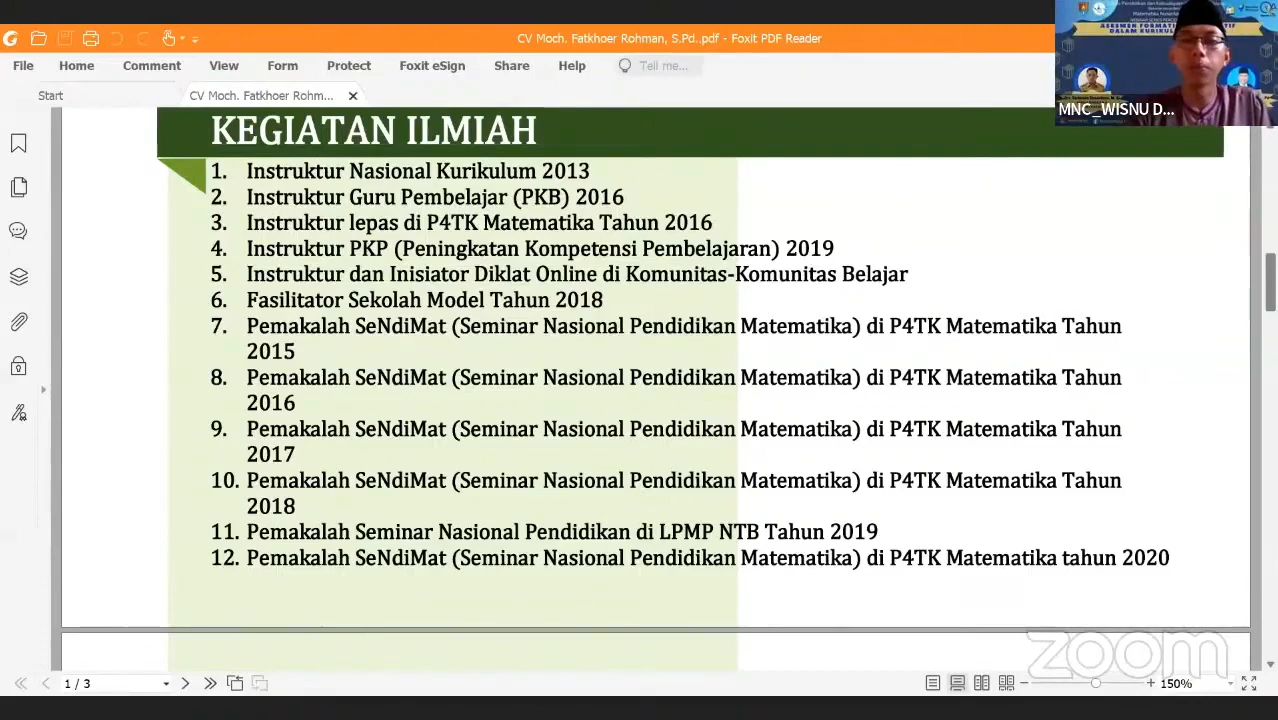 CV Moch. Fatkhoer Rohman, S.Pd..pdf - Foxit PDF Reader
File Home Comment View Form Protect Foxit eSign Share Help Tell me...
Start CV Moch. Fatkhoer Rohm...
ASESMEN FORMATIF
DALAM KURIKUL
MNC_WISNU D...
KEGIATAN ILMIAH
1. Instruktur Nasional Kurikulum 2013
2. Instruktur Guru Pembelajar (PKB) 2016
3. Instruktur lepas di P4TK Matematika Tahun 2016
4. Instruktur PKP (Peningkatan Kompetensi Pembelajaran) 2019
5. Instruktur dan Inisiator Diklat Online di Komunitas-Komunitas Belajar
6. Fasilitator Sekolah Model Tahun 2018
7. Pemakalah SeNdiMat (Seminar Nasional Pendidikan Matematika) di P4TK Matematika Tahun
2015
8. Pemakalah SeNdiMat (Seminar Nasional Pendidikan Matematika) di P4TK Matematika Tahun
2016
9. Pemakalah SeNdiMat (Seminar Nasional Pendidikan Matematika) di P4TK Matematika Tahun
2017
10. Pemakalah SeNdiMat (Seminar Nasional Pendidikan Matematika) di P4TK Matematika Tahun
2018
11. Pemakalah Seminar Nasional Pendidikan di LPMP NTB Tahun 2019
12. Pemakalah SeNdiMat (Seminar Nasional Pendidikan Matematika) di P4TK Matematika tahun 2020
zoom
1 / 3
150%